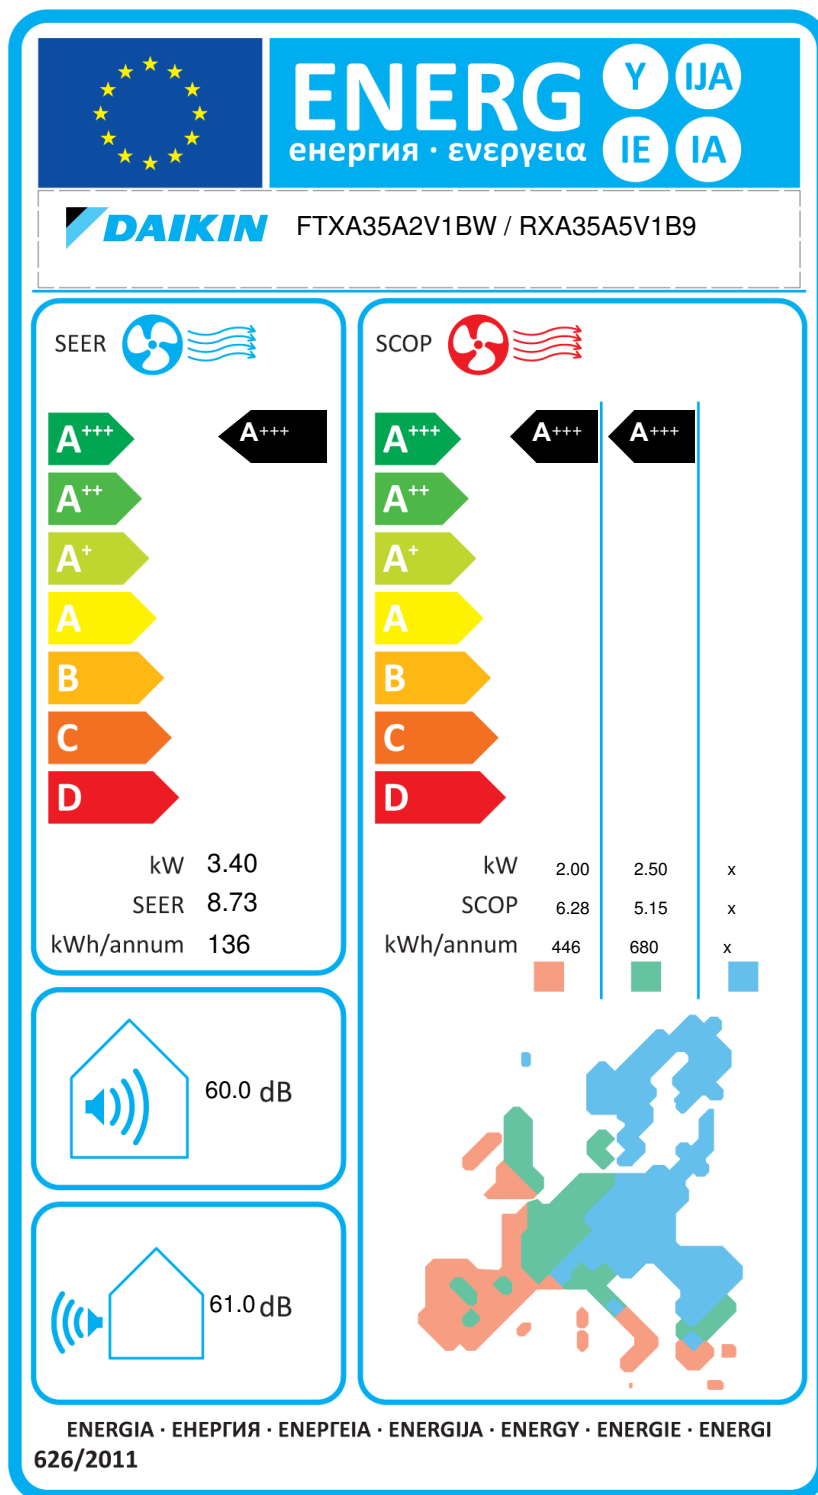 ENERG
енергия · ενεργεια
Y IJA
IE IA
DAIKIN FTXA35A2V1BW / RXA35A5V1B9
SEER
A+++ A+++
A++
A+
A
B
C
D
kW 3.40
SEER 8.73
kWh/annum 136
SCOP
A+++ A+++ A+++
A++
A+
A
B
C
D
kW 2.00 2.50 x
SCOP 6.28 5.15 x
kWh/annum 446 680 x
60.0 dB
61.0 dB
ENERGIA · ЕНЕРГИЯ · ΕΝΕΡΓΕΙΑ · ENERGIJA · ENERGY · ENERGIE · ENERGI
626/2011